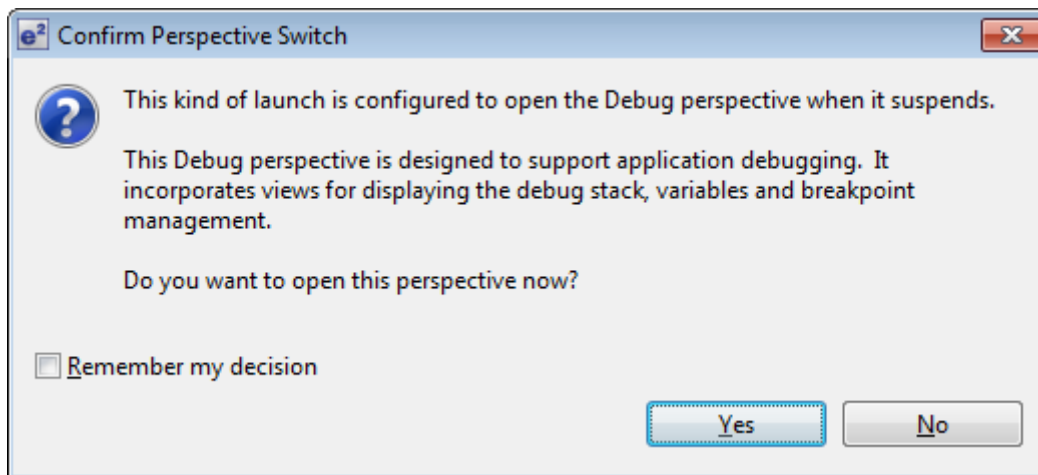 e² Confirm Perspective Switch
This kind of launch is configured to open the Debug perspective when it suspends.
This Debug perspective is designed to support application debugging.  It
incorporates views for displaying the debug stack, variables and breakpoint
management.
Do you want to open this perspective now?
Remember my decision
Yes No